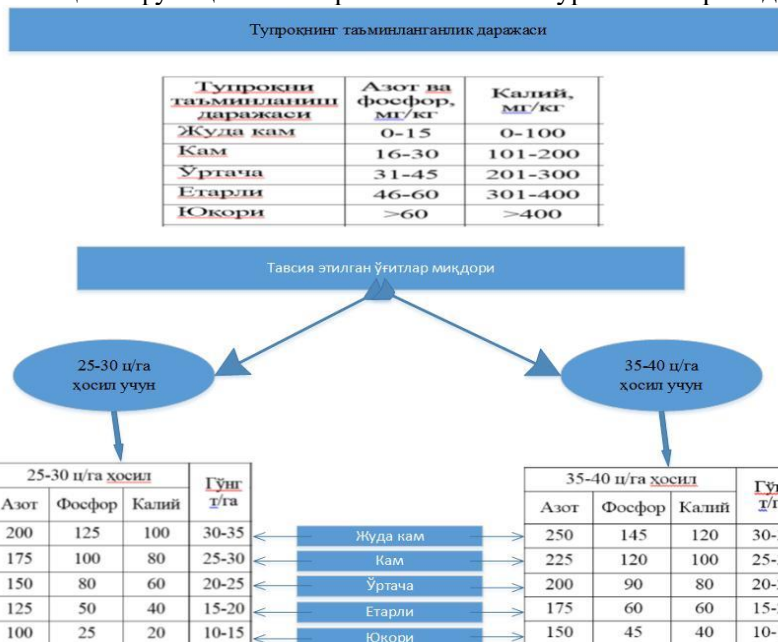 Тупроқнинг таъминланганлик даражаси
Тупроқни таъминланиш даражаси Азот ва фосфор, мг/кг Калий, мг/кг
Жуда кам 0-15 0-100
Кам 16-30 101-200
Ўртача 31-45 201-300
Етарли 46-60 301-400
Юқори >60 >400
Тавсия этилган ўғитлар миқдори
25-30 ц/га
ҳосил учун
35-40 ц/га
ҳосил учун
25-30 ц/га ҳосил Гўнг т/га
Азот Фосфор Калий
200 125 100 30-35
175 100 80 25-30
150 80 60 20-25
125 50 40 15-20
100 25 20 10-15
Жуда кам
Кам
Ўртача
Етарли
Юқори
35-40 ц/га ҳосил
Азот Фосфор Калий
250 145 120
225 120 100
200 90 80
175 60 60
150 45 40